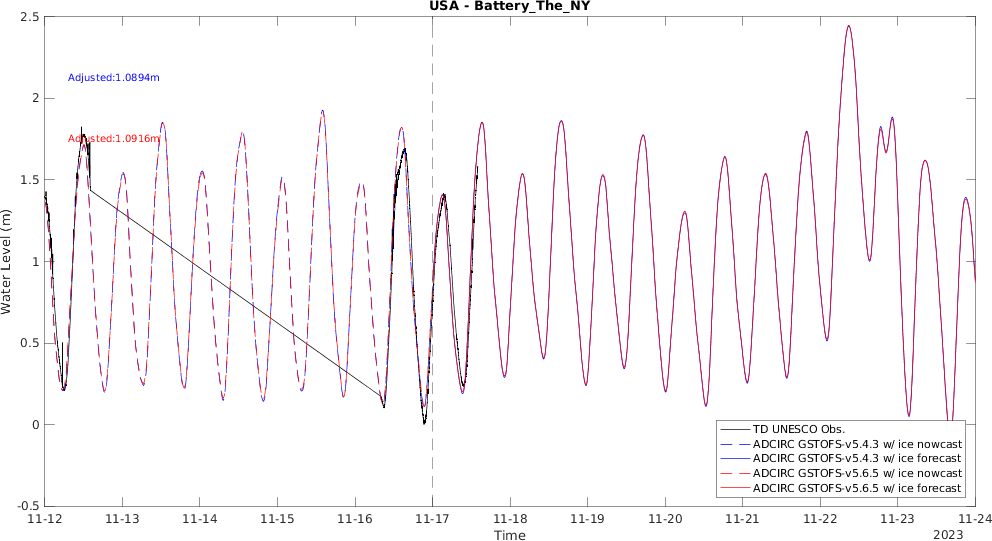 USA - Battery_The_NY
2.5
Adjusted:1.0894m
2
Adjusted:1.0916m
1.5
Water Level (m)
1
0.5
0
TD UNESCO Obs.
ADCIRC GSTOFS-v5.4.3 w/ ice nowcast
ADCIRC GSTOFS-v5.4.3 w/ ice forecast
ADCIRC GSTOFS-v5.6.5 w/ ice nowcast
ADCIRC GSTOFS-v5.6.5 w/ ice forecast
-0.5
11-12 11-13 11-14 11-15 11-16 11-17 11-18 11-19 11-20 11-21 11-22 11-23 11-24
Time
2023